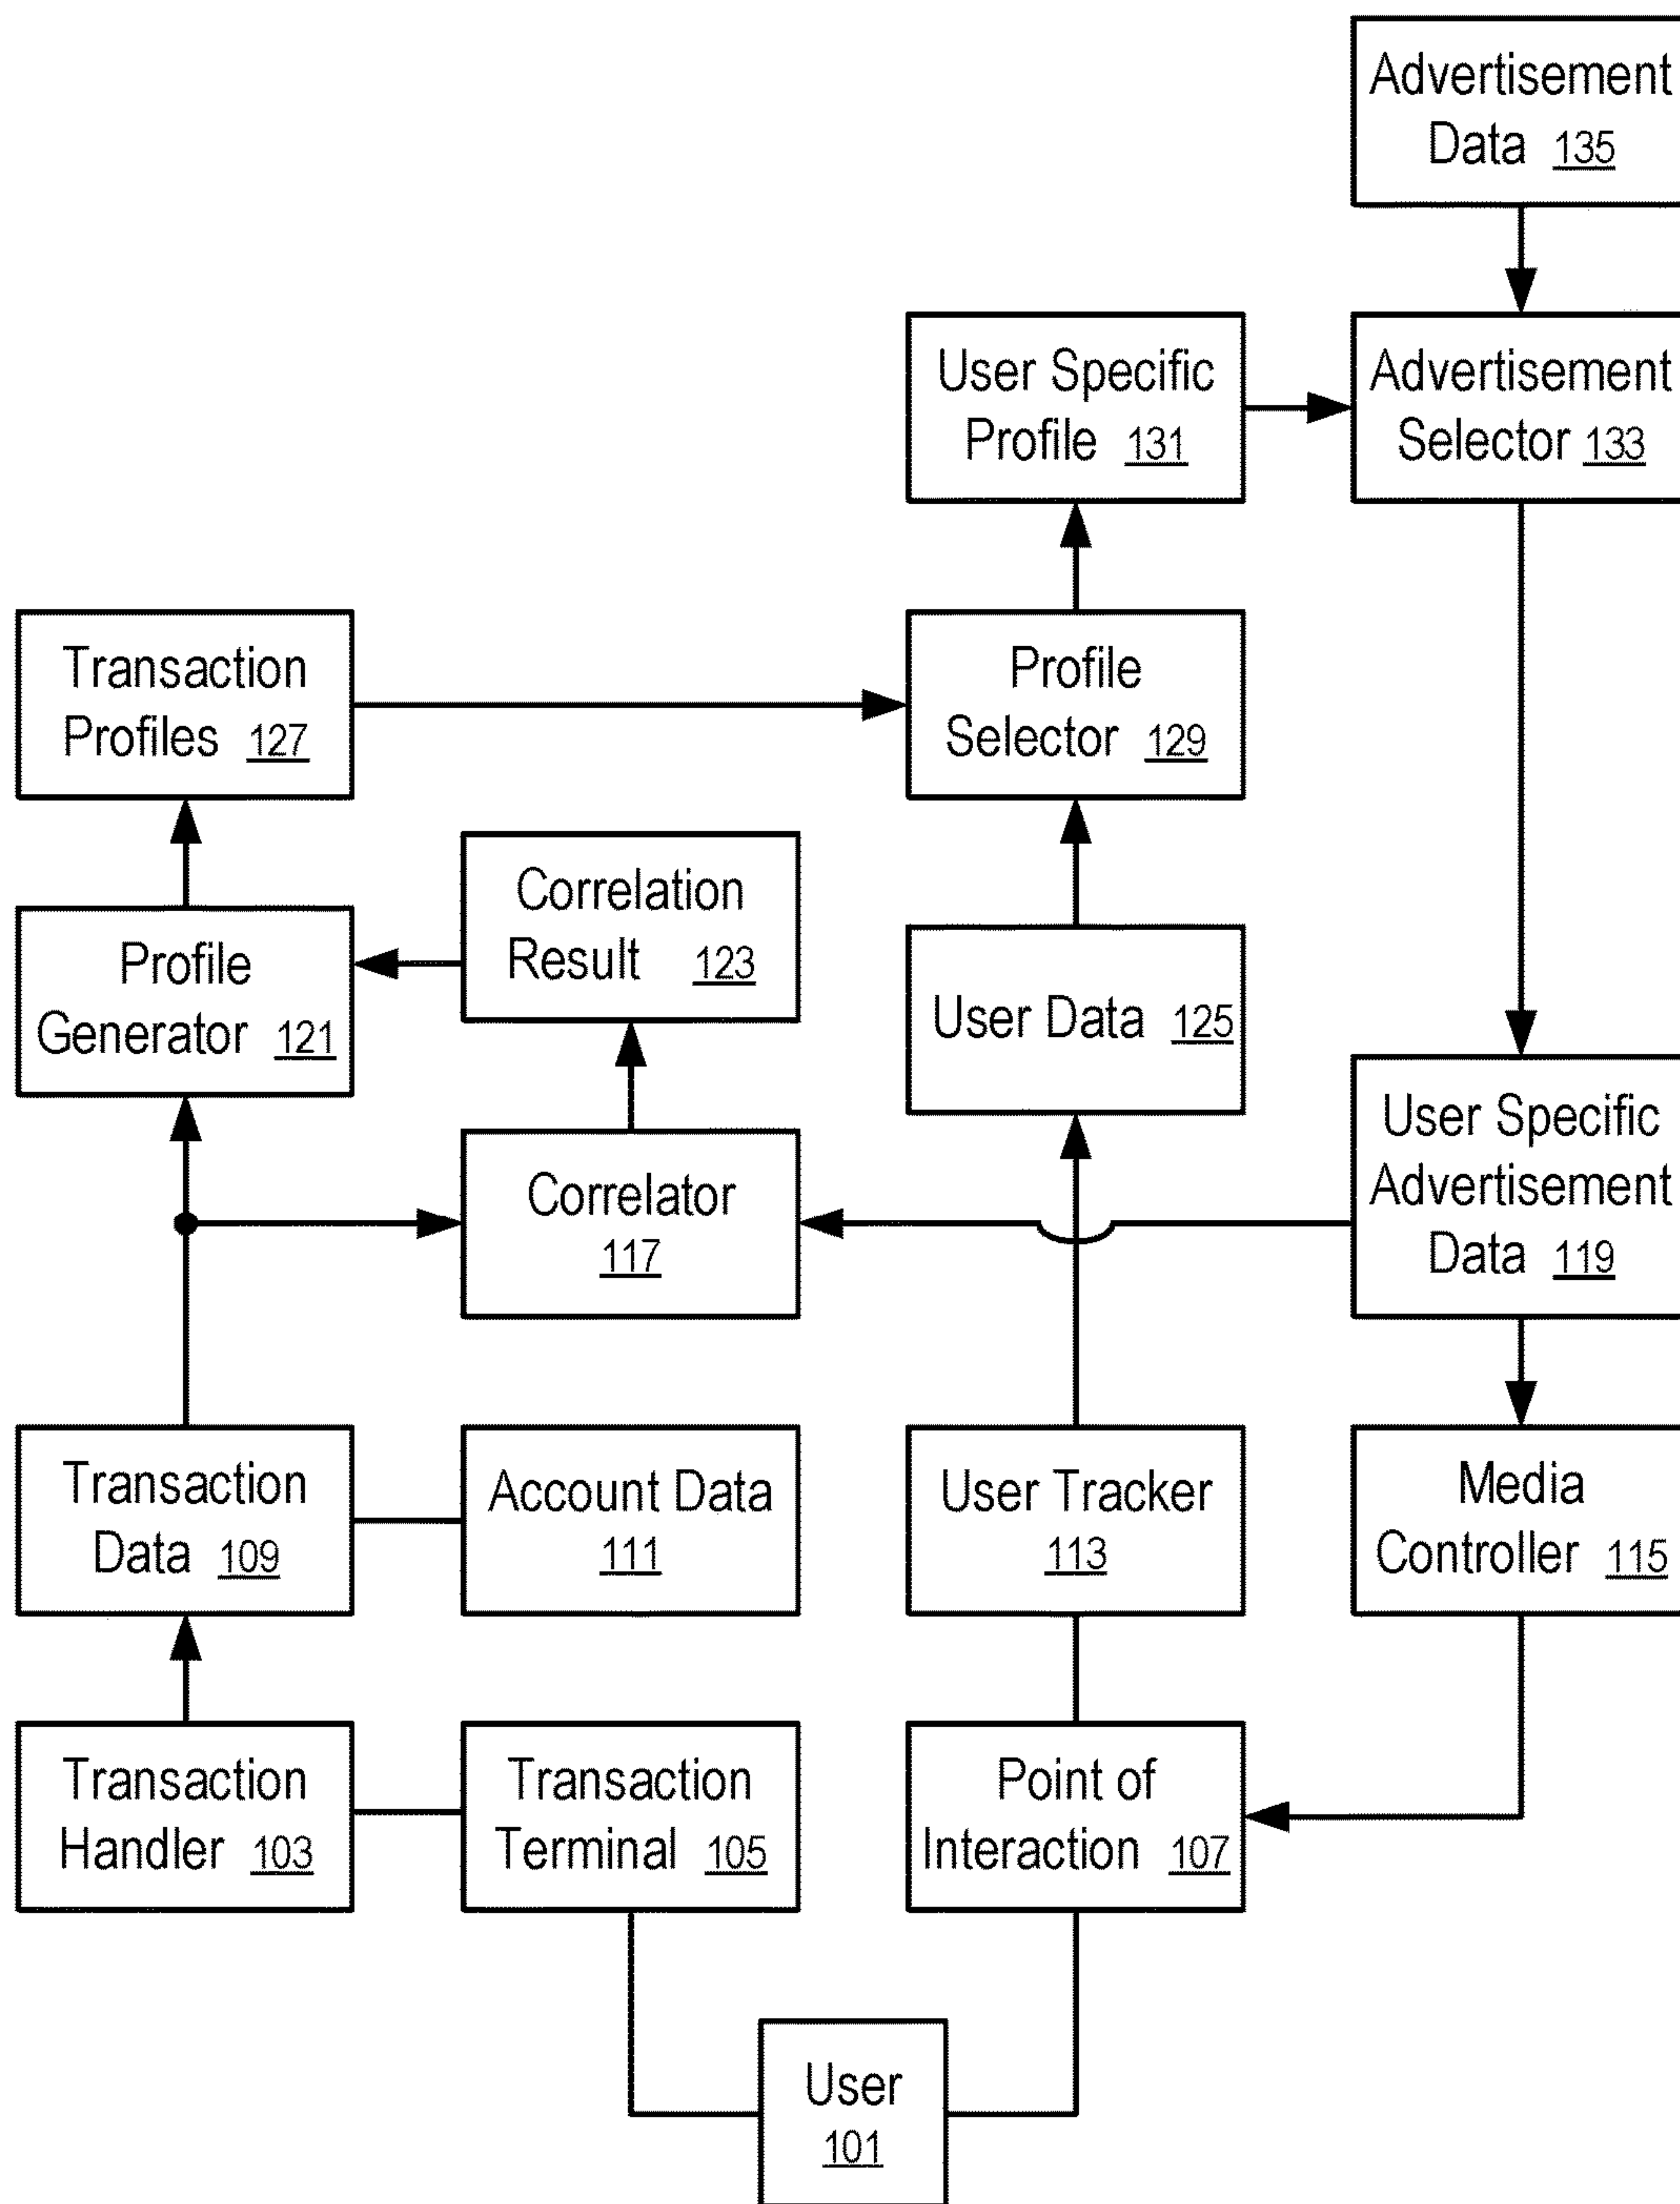 Advertisement
Data 135
User Specific
Profile 131
Advertisement
Selector 133
Transaction
Profiles 127
Profile
Selector 129
Correlation
Result 123
Profile
Generator 121
User Data 125
User Specific
Advertisement
Data 119
Correlator
117
Transaction
Data 109
Account Data
111
User Tracker
113
Media
Controller 115
Transaction
Handler 103
Transaction
Terminal 105
Point of
Interaction 107
User
101